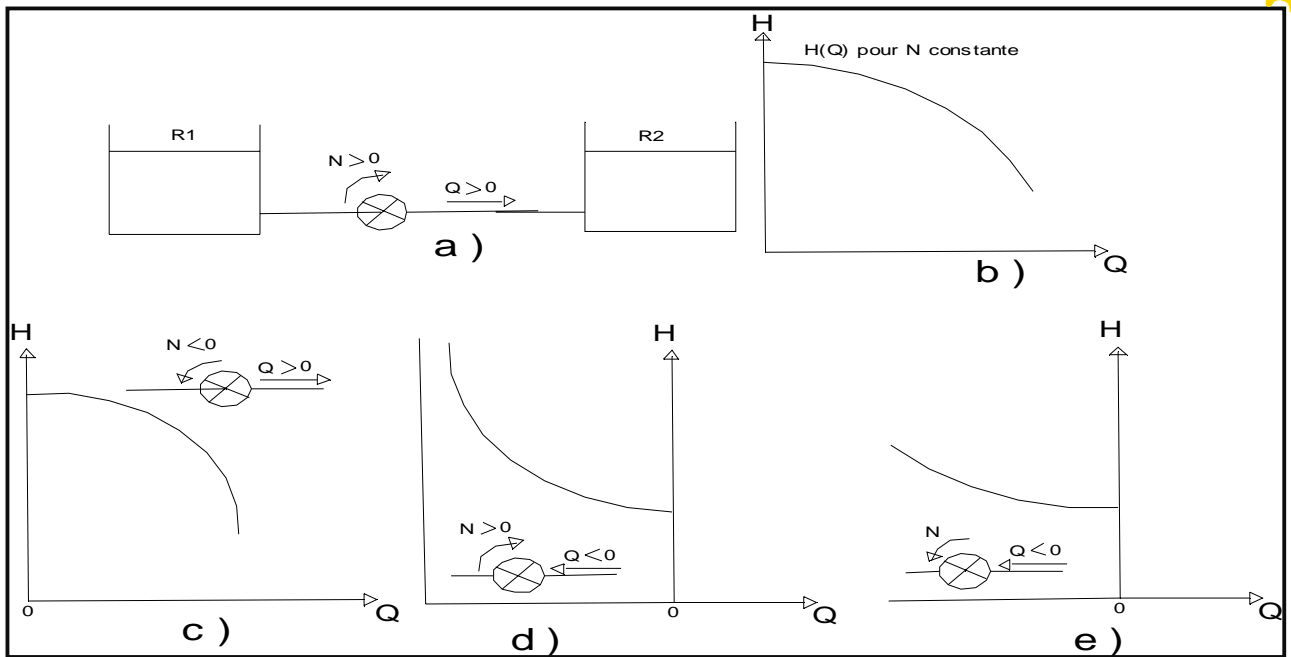 H
H(Q) pour N constante
R1
R2
N>0
Q>0
a )
Q
b )
H
N<0
Q>0
0
Q
c )
H
N>0
Q<0
0
Q
d )
H
N
Q<0
0
Q
e )